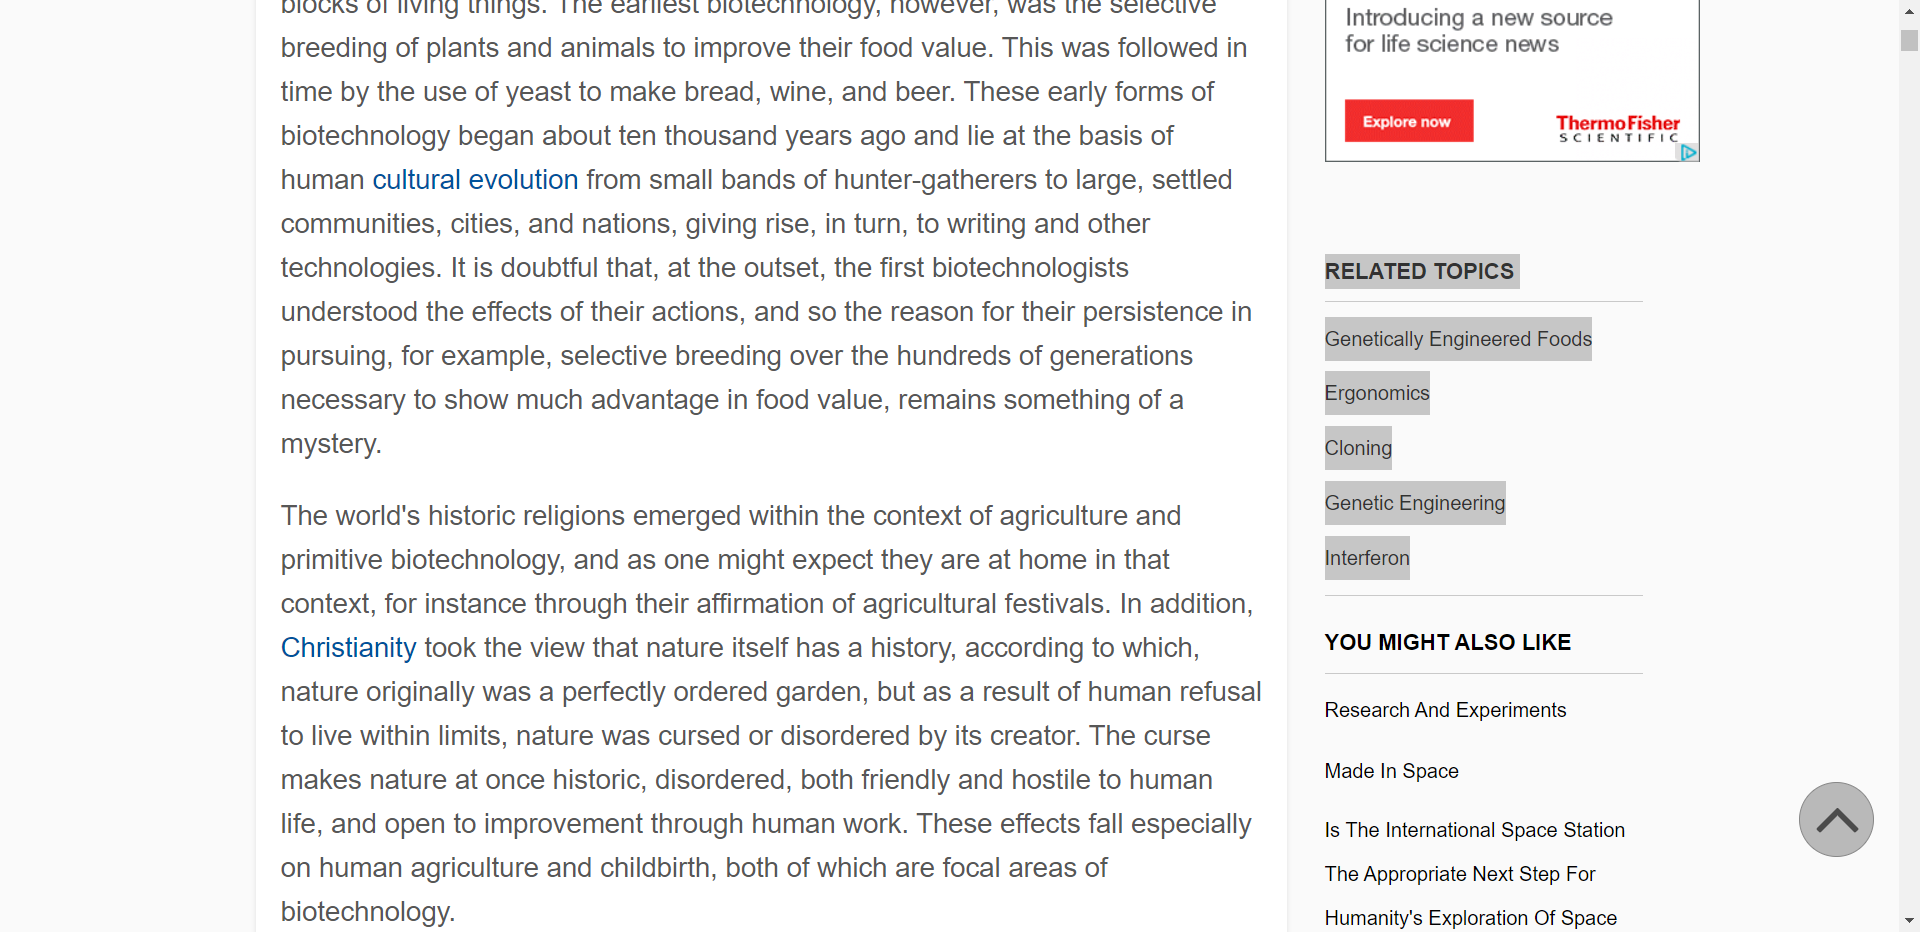 blocks of living things. The earliest biotechnology, however, was the selective
breeding of plants and animals to improve their food value. This was followed in
time by the use of yeast to make bread, wine, and beer. These early forms of
biotechnology began about ten thousand years ago and lie at the basis of
human cultural evolution from small bands of hunter-gatherers to large, settled
communities, cities, and nations, giving rise, in turn, to writing and other
technologies. It is doubtful that, at the outset, the first biotechnologists
understood the effects of their actions, and so the reason for their persistence in
pursuing, for example, selective breeding over the hundreds of generations
necessary to show much advantage in food value, remains something of a
mystery.
The world's historic religions emerged within the context of agriculture and
primitive biotechnology, and as one might expect they are at home in that
context, for instance through their affirmation of agricultural festivals. In addition,
Christianity took the view that nature itself has a history, according to which,
nature originally was a perfectly ordered garden, but as a result of human refusal
to live within limits, nature was cursed or disordered by its creator. The curse
makes nature at once historic, disordered, both friendly and hostile to human
life, and open to improvement through human work. These effects fall especially
on human agriculture and childbirth, both of which are focal areas of
biotechnology.
Introducing a new source
for life science news
Explore now
ThermoFisher
SCIENTIFIC
RELATED TOPICS
Genetically Engineered Foods
Ergonomics
Cloning
Genetic Engineering
Interferon
YOU MIGHT ALSO LIKE
Research And Experiments
Made In Space
Is The International Space Station
The Appropriate Next Step For
Humanity's Exploration Of Space